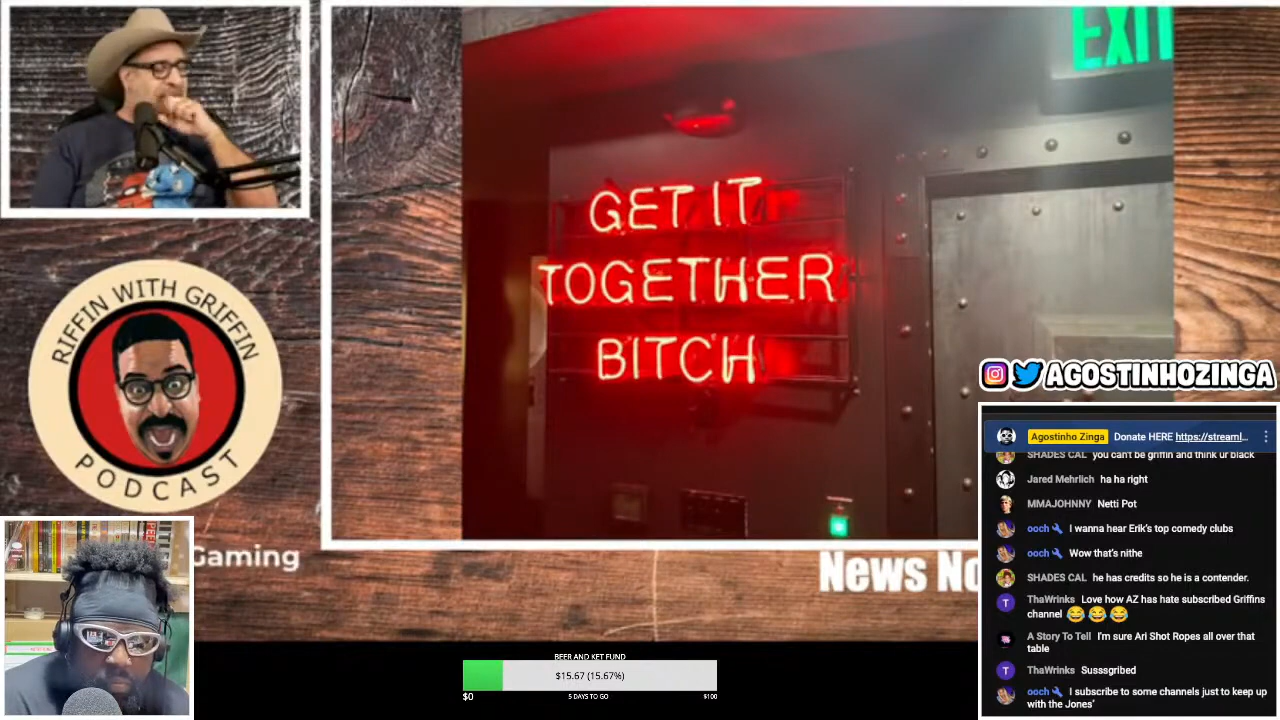 EXIT
GET IT
TOGETHER
BITCH
RIFFIN WITH GRIFFIN
PODCAST
AGOSTINHOZINGA
Agostinho Zinga Donate HERE https://streaml...
SHADES CAL you can't be griffin and think ur black
Jared Mehrlich ha ha right
MMAJOHNNY Netti Pot
ooch I wanna hear Erik's top comedy clubs
ooch Wow that's nithe
SHADES CAL he has credits so he is a contender.
T ThaWrinks Love how AZ has hate subscribed Griffins
channel 😂 😂 😂
A Story To Tell I'm sure Ari Shot Ropes all over that
table
T ThaWrinks Susssgribed
ooch I subscribe to some channels just to keep up
with the Jones'
Gaming
News No
BEER AND KET FUND
$15.67 (15.67%)
$0 5 DAYS TO GO $100